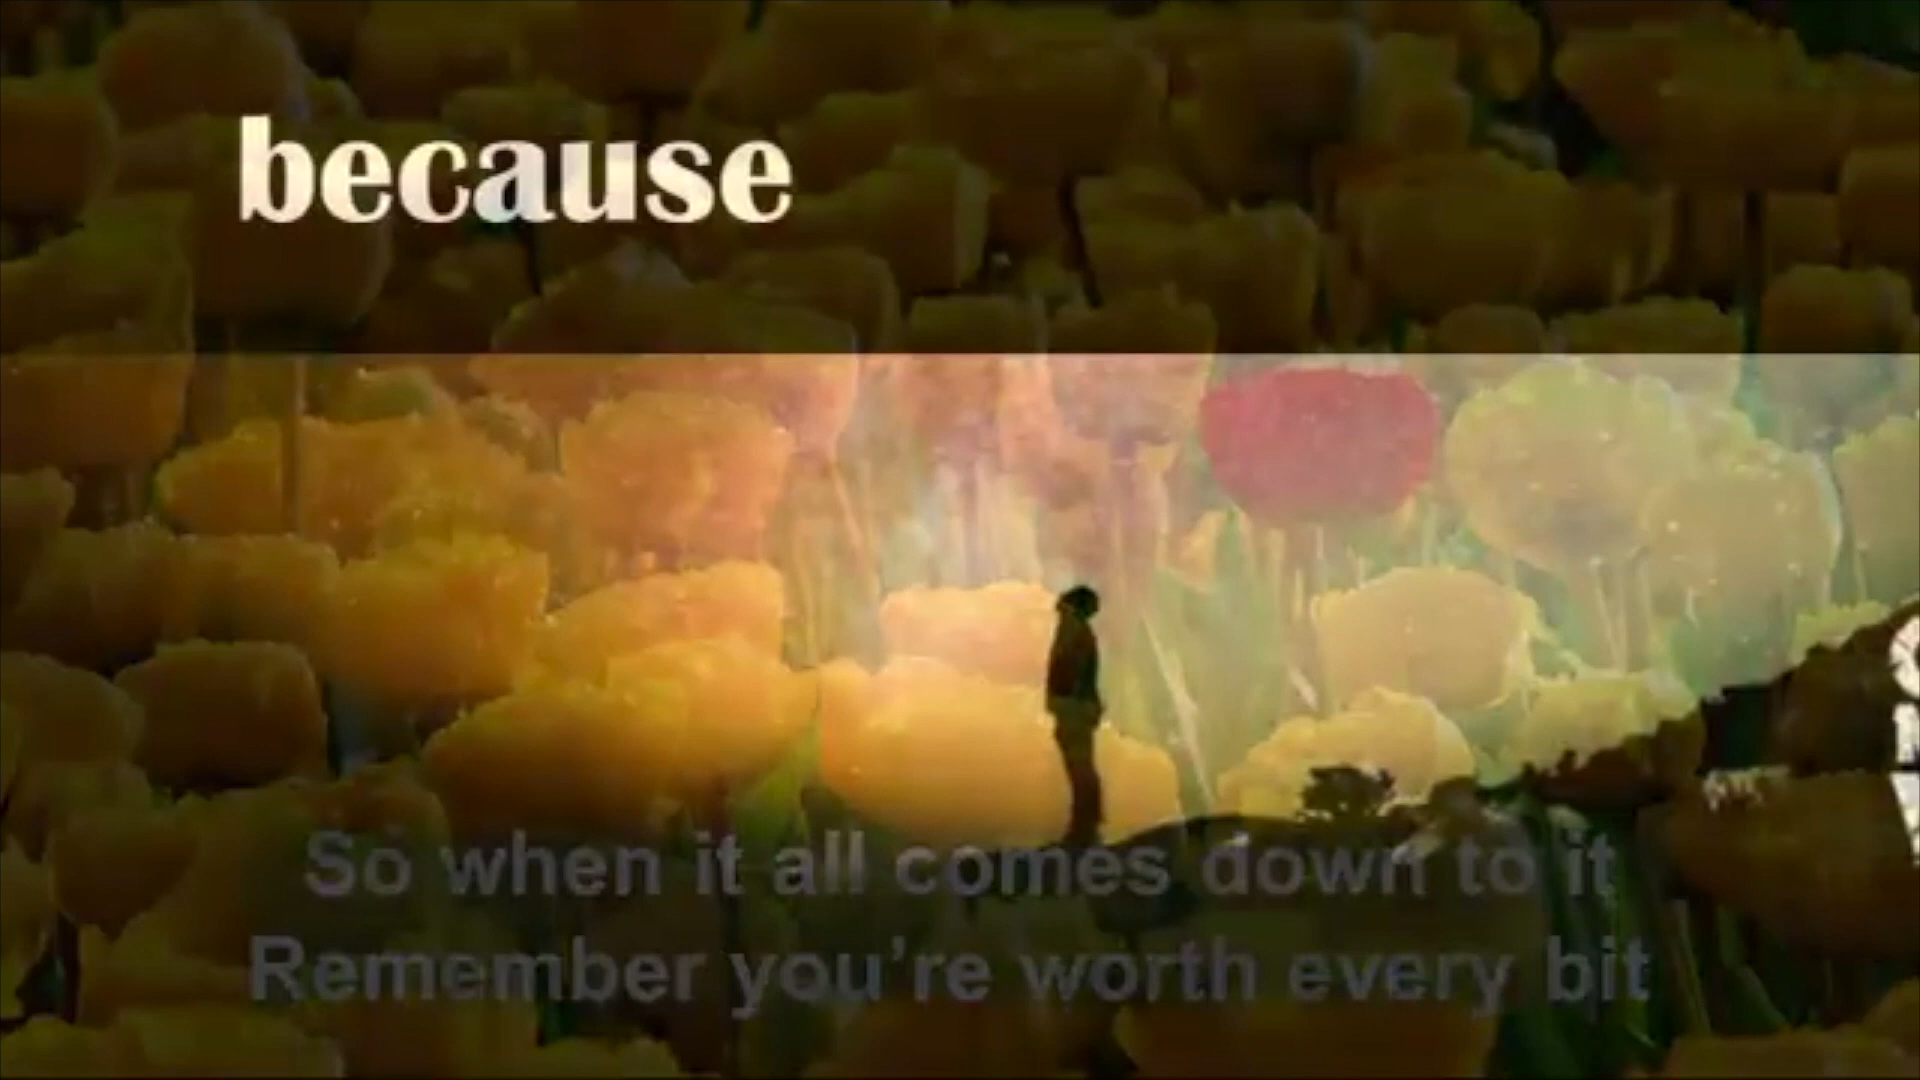 because
So when it all comes down to it
Remember you're worth every bit